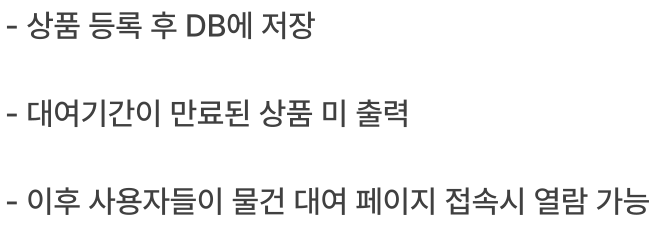 - 상품 등록 후 DB에 저장
- 대여기간이 만료된 상품 미 출력
- 이후 사용자들이 물건 대여 페이지 접속시 열람 가능